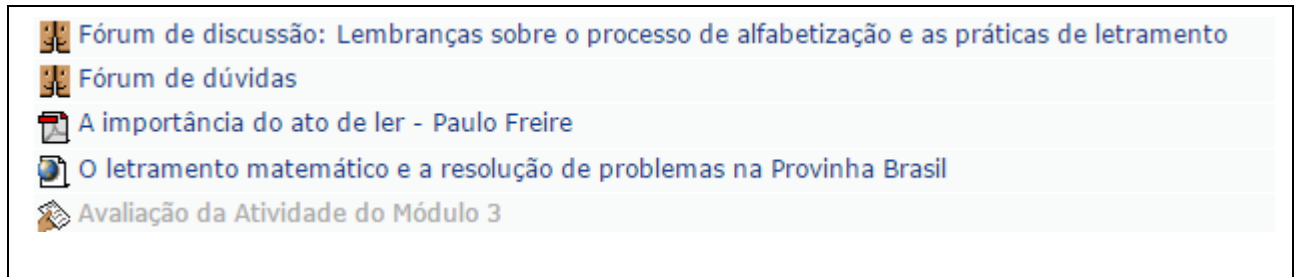 Fórum de discussão: Lembranças sobre o processo de alfabetização e as práticas de letramento
Fórum de dúvidas
A importância do ato de ler - Paulo Freire
O letramento matemático e a resolução de problemas na Provinha Brasil
Avaliação da Atividade do Módulo 3